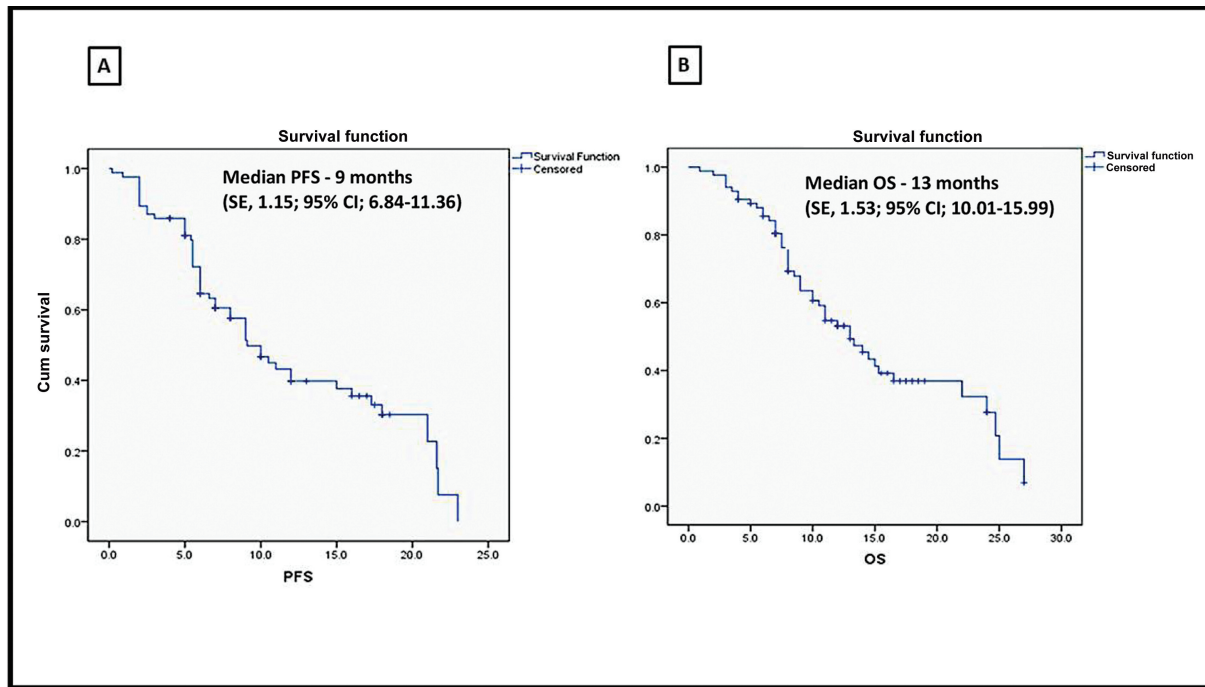 A
Survival function
Survival Function
Censored
Median PFS - 9 months
(SE, 1.15; 95% CI; 6.84-11.36)
Cum survival
1.0
0.8
0.6
0.4
0.2
0.0
0.0 5.0 10.0 15.0 20.0 25.0
PFS
B
Survival function
Survival function
Censored
Median OS - 13 months
(SE, 1.53; 95% CI; 10.01-15.99)
1.0
0.8
0.6
0.4
0.2
0.0
0.0 5.0 10.0 15.0 20.0 25.0 30.0
OS